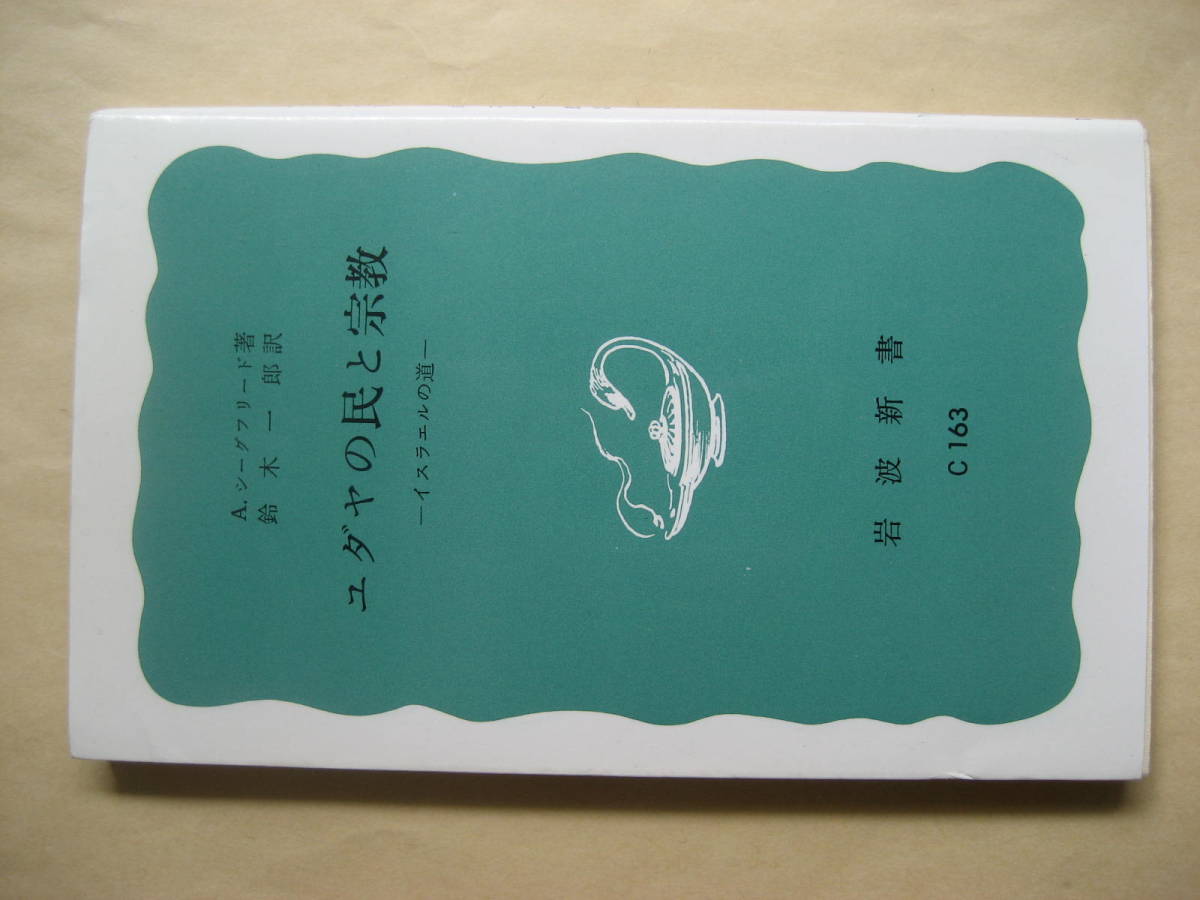 A. シーグフリード著
鈴木一郎訳
ユダヤの民と宗教
―イスラエルの道―
岩波新書
C 163